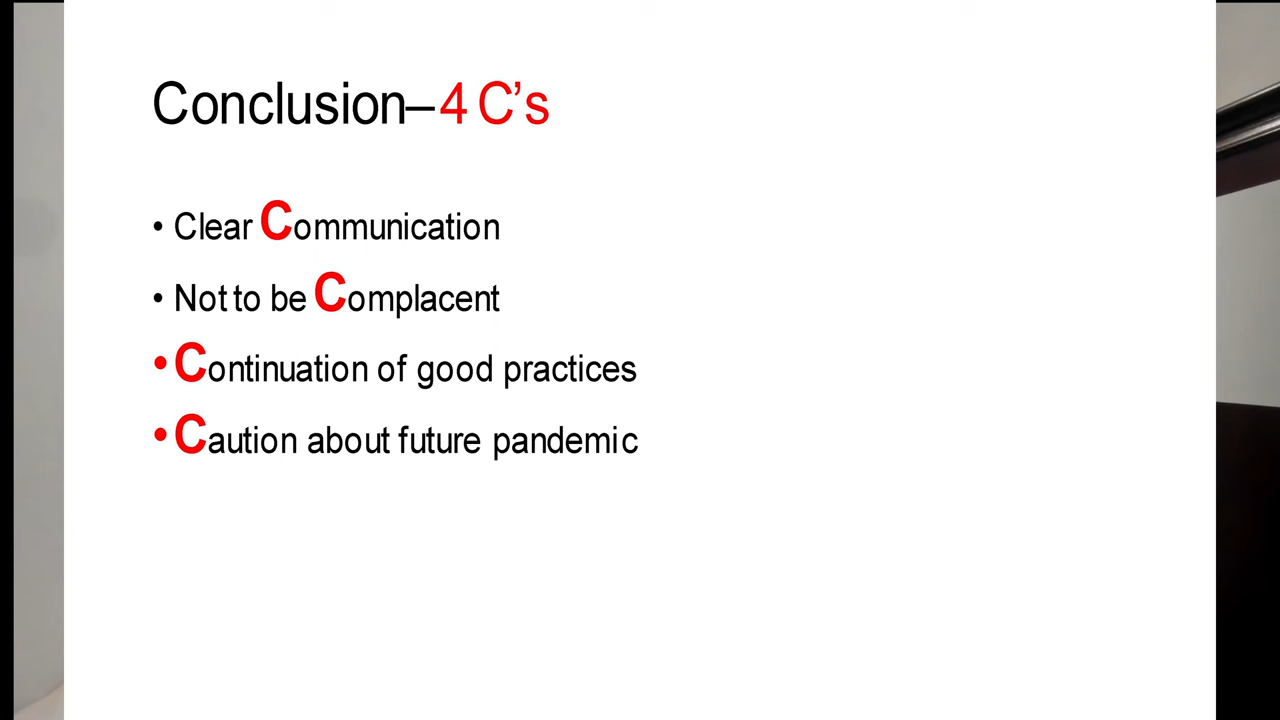 Conclusion– 4 C’s
• Clear Communication
• Not to be Complacent
• Continuation of good practices
• Caution about future pandemic